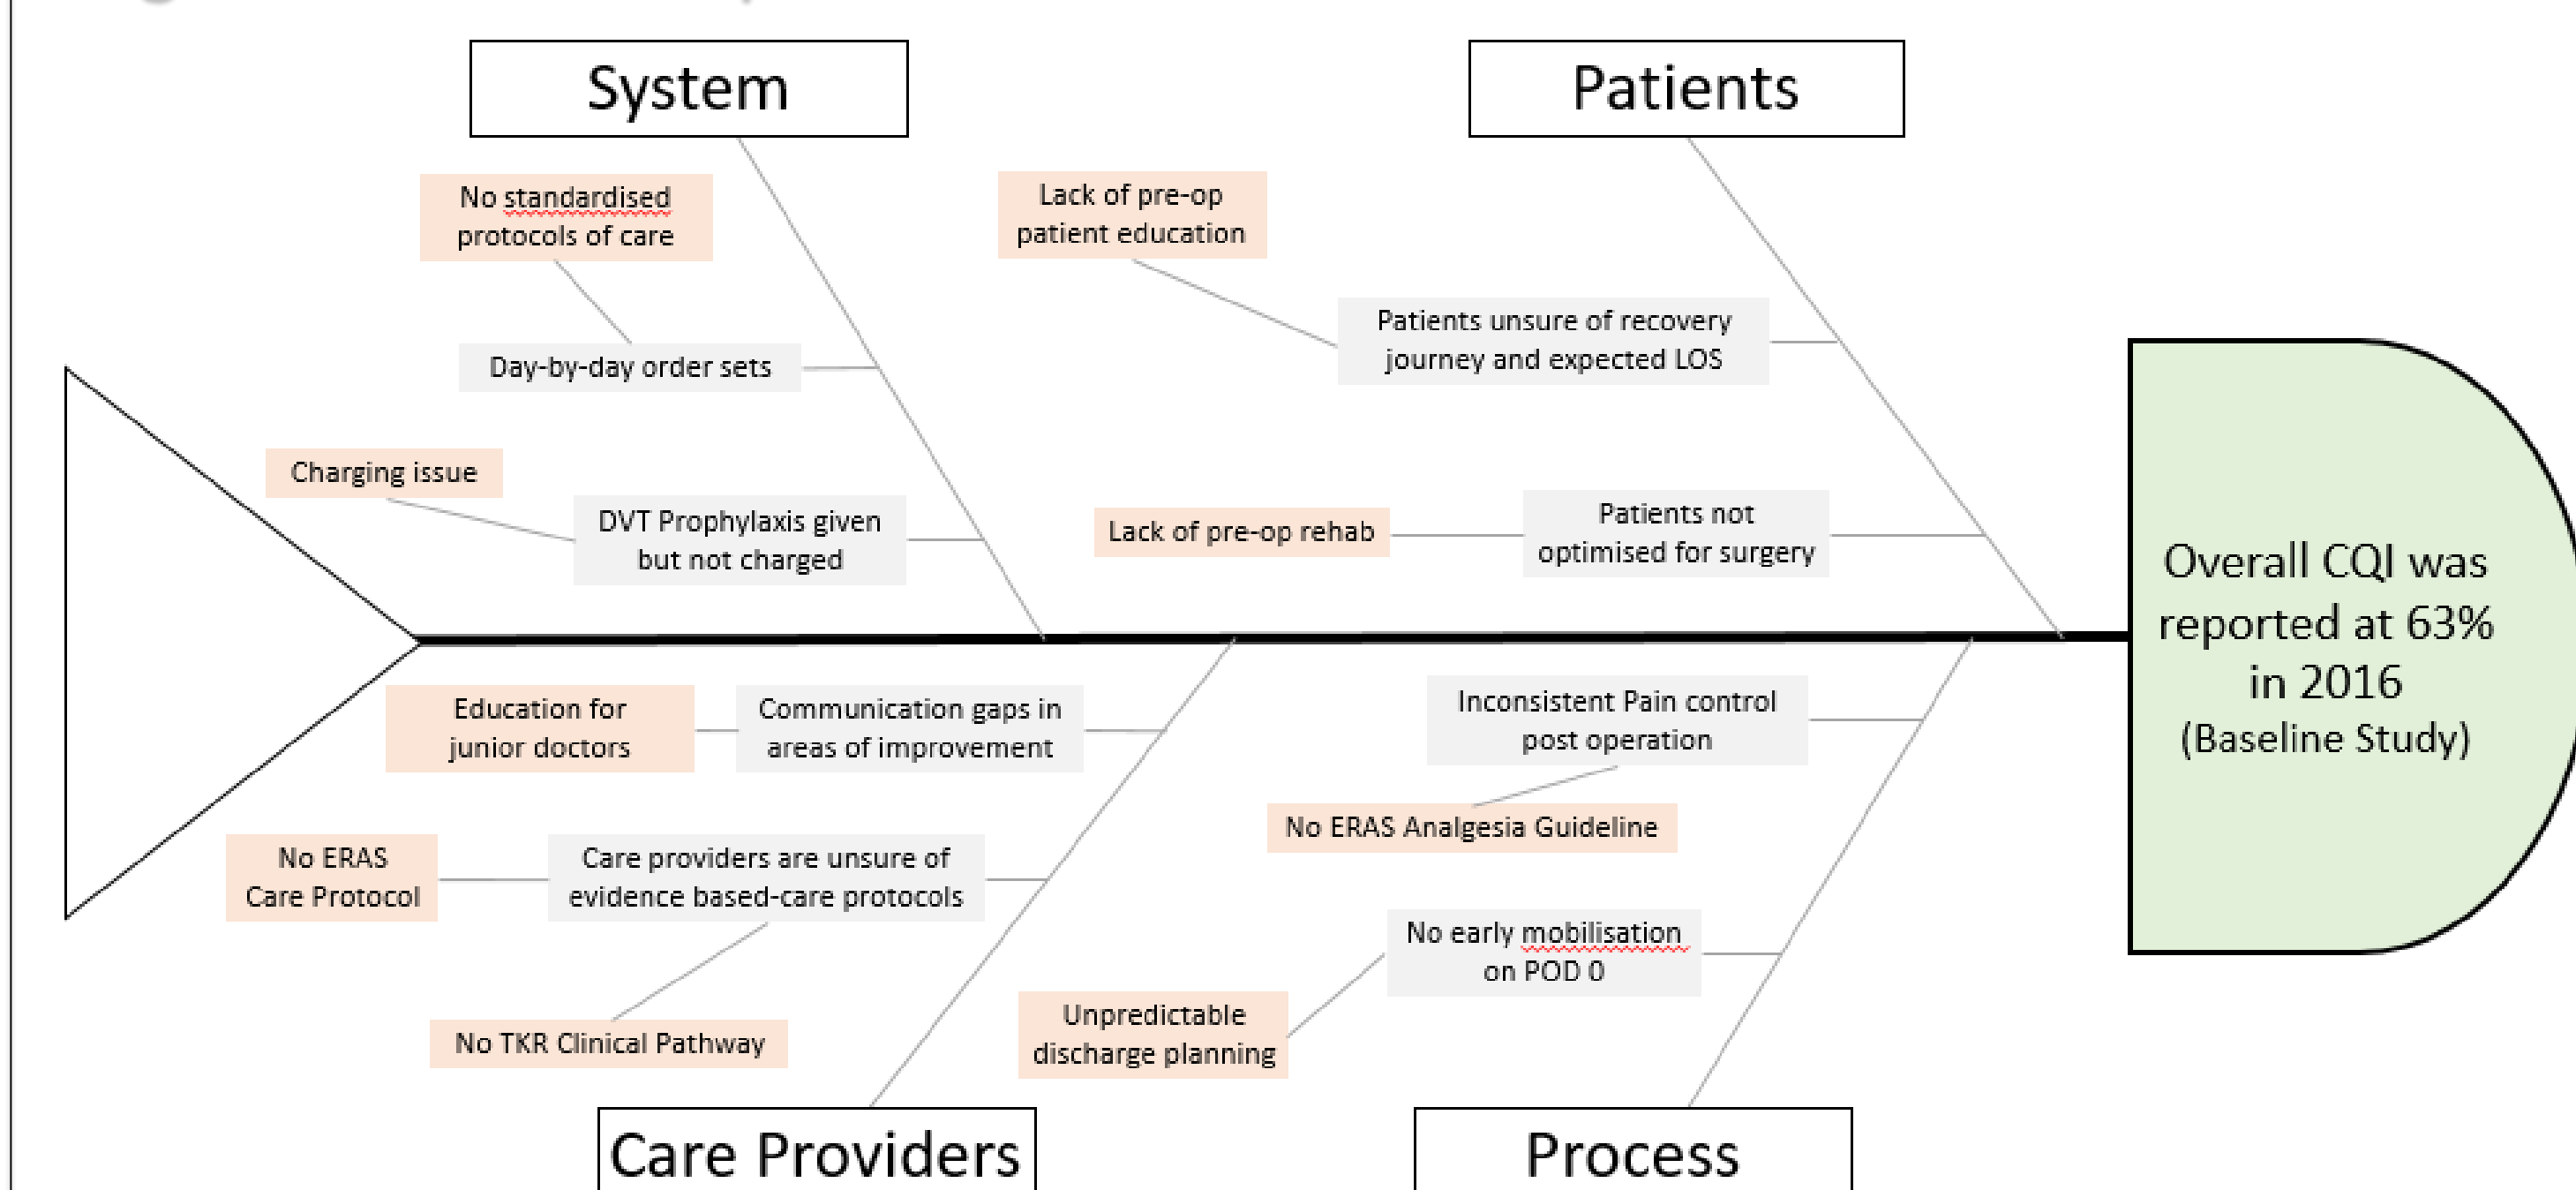 System
Patients
No standardised
protocols of care
Lack of pre-op
patient education
Day-by-day order sets
Patients unsure of recovery
journey and expected LOS
Charging issue
DVT Prophylaxis given
but not charged
Lack of pre-op rehab
Patients not
optimised for surgery
Overall CQI was
reported at 63%
in 2016
(Baseline Study)
Education for
junior doctors
Communication gaps in
areas of improvement
Inconsistent Pain control
post operation
No ERAS Analgesia Guideline
No ERAS
Care Protocol
Care providers are unsure of
evidence based-care protocols
No early mobilisation
on POD 0
Unpredictable
discharge planning
No TKR Clinical Pathway
Care Providers
Process